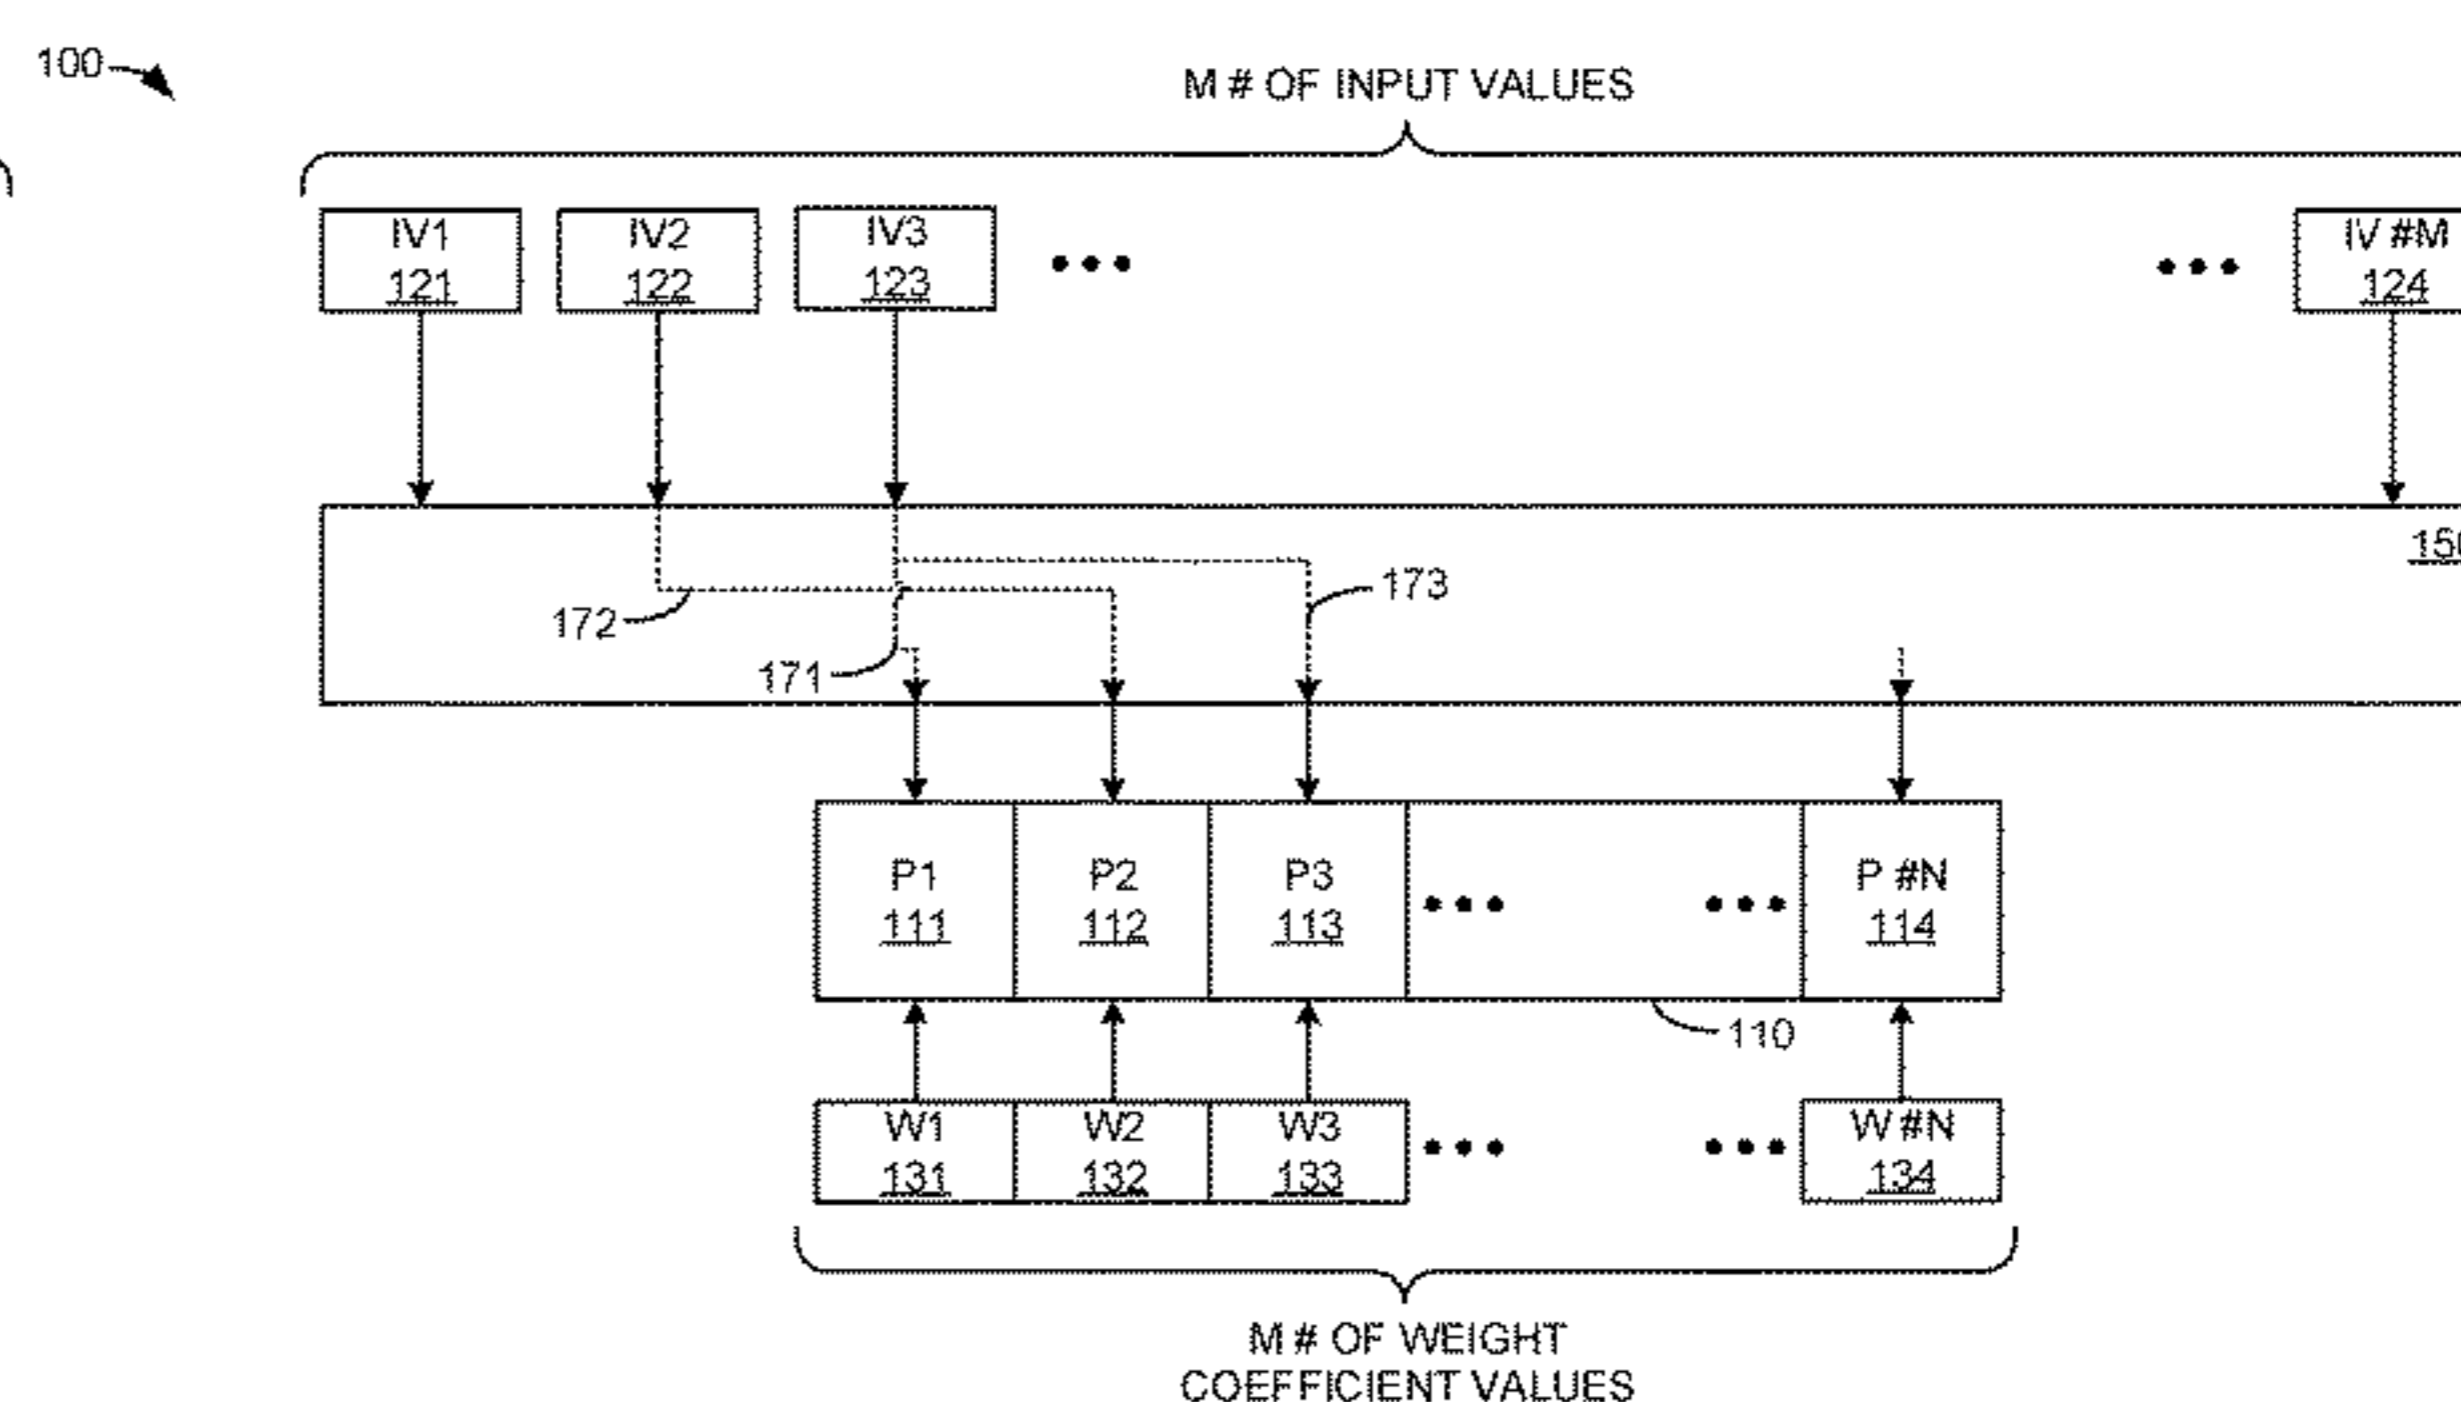 100
M # OF INPUT VALUES
IV1
121
IV2
122
IV3
123
IV #M
124
172
171
173
P1
111
P2
112
P3
113
P #N
114
110
W1
131
W2
132
W3
133
W #N
134
M # OF WEIGHT
COEFFICIENT VALUES